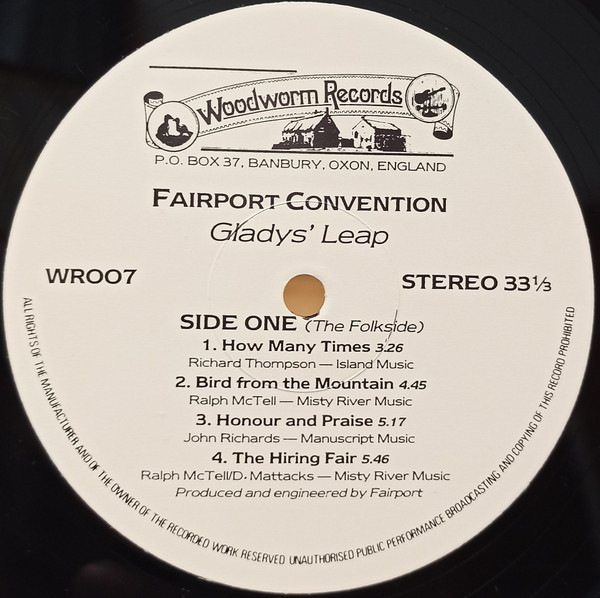 Woodworm Records
P.O. BOX 37, BANBURY, OXON, ENGLAND
FAIRPORT CONVENTION
Gladys' Leap
WR007
STEREO 33⅓
SIDE ONE (The Folkside)
1. How Many Times 3.26
Richard Thompson — Island Music
2. Bird from the Mountain 4.45
Ralph McTell — Misty River Music
3. Honour and Praise 5.17
John Richards — Manuscript Music
4. The Hiring Fair 5.46
Ralph McTell/D. Mattacks — Misty River Music
Produced and engineered by Fairport
ALL RIGHTS OF THE MANUFACTURER AND OF THE OWNER OF THE RECORDED WORK RESERVED UNAUTHORISED PUBLIC PERFORMANCE BROADCASTING AND COPYING OF THIS RECORD PROHIBITED